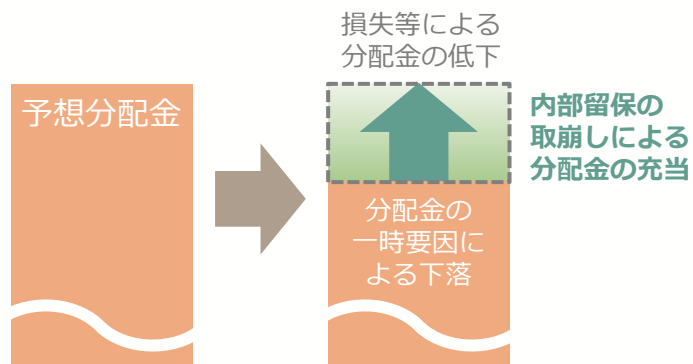 損失等による
分配金の低下
予想分配金
内部留保の
取崩しによる
分配金の充当
分配金の
一時要因に
よる下落